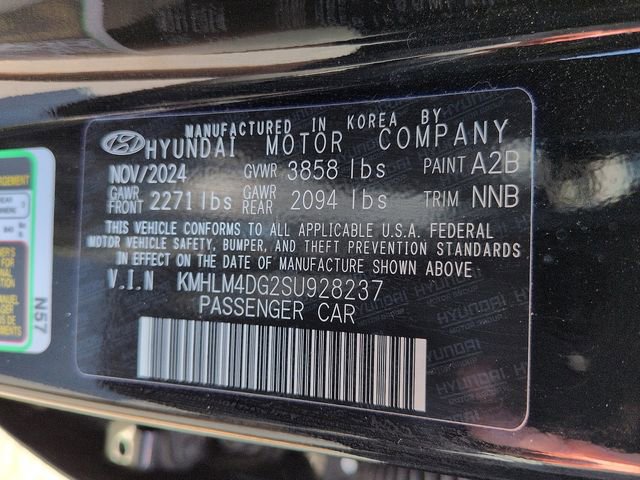 MANUFACTURED IN KOREA BY
HYUNDAI MOTOR COMPANY
NOV/2024 GVWR 3858 lbs PAINT A2B
GAWR FRONT 2271 lbs GAWR REAR 2094 lbs TRIM NNB
THIS VEHICLE CONFORMS TO ALL APPLICABLE U.S.A. FEDERAL
MOTOR VEHICLE SAFETY, BUMPER, AND THEFT PREVENTION STANDARDS
IN EFFECT ON THE DATE OF MANUFACTURE SHOWN ABOVE
V.I.N KMHLM4DG2SU928237
PASSENGER CAR
N57